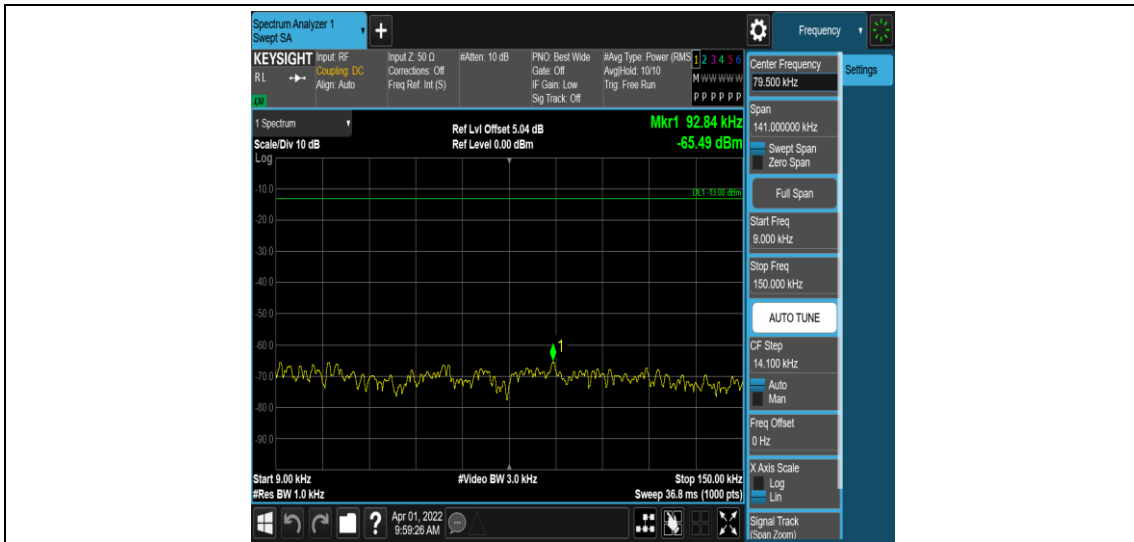 Spectrum Analyzer 1
Swept SA
Frequency
KEYSIGHT
RL
LXI
Input: RF
Coupling: DC
Align: Auto
Input Z: 50 Ω
Corrections: Off
Freq Ref: Int (S)
#Atten: 10 dB
PNO: Best Wide
Gate: Off
IF Gain: Low
Sig Track: Off
#Avg Type: Power (RMS
Avg|Hold: 10/10
Trig: Free Run
1 2 3 4 5 6
M W W W W W
P P P P P P
1 Spectrum
Scale/Div 10 dB
Ref Lvl Offset 5.04 dB
Ref Level 0.00 dBm
Mkr1 92.84 kHz
-65.49 dBm
Log
DL1 -13.00 dBm
-10.0
-20.0
-30.0
-40.0
-50.0
-60.0
-70.0
-80.0
-90.0
1
Start 9.00 kHz
#Res BW 1.0 kHz
#Video BW 3.0 kHz
Stop 150.00 kHz
Sweep 36.8 ms (1000 pts)
Center Frequency
79.500 kHz
Settings
Span
141.000000 kHz
Swept Span
Zero Span
Full Span
Start Freq
9.000 kHz
Stop Freq
150.000 kHz
AUTO TUNE
CF Step
14.100 kHz
Auto
Man
Freq Offset
0 Hz
X Axis Scale
Log
Lin
Signal Track
(Span Zoom)
?
Apr 01, 2022
9:59:26 AM